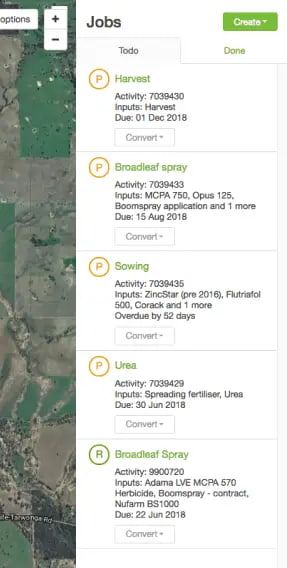 options
+
−
Jobs
Create
Todo
Done
P
Harvest
Activity: 7039430
Inputs: Harvest
Due: 01 Dec 2018
Convert
P
Broadleaf spray
Activity: 7039433
Inputs: MCPA 750, Opus 125,
Boomspray application and 1 more
Due: 15 Aug 2018
Convert
P
Sowing
Activity: 7039435
Inputs: ZincStar (pre 2016), Flutriafol
500, Corack and 1 more
Overdue by 52 days
Convert
P
Urea
Activity: 7039429
Inputs: Spreading fertiliser, Urea
Due: 30 Jun 2018
Convert
R
Broadleaf Spray
Activity: 9900720
Inputs: Adama LVE MCPA 570
Herbicide, Boomspray - contract,
Nufarm BS1000
Due: 22 Jun 2018
Convert
ite-Tarwonga Rd